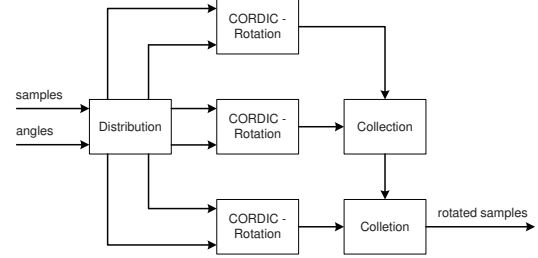 CORDIC -
Rotation
samples
angles
Distribution
CORDIC -
Rotation
Collection
CORDIC -
Rotation
Colletion
rotated samples